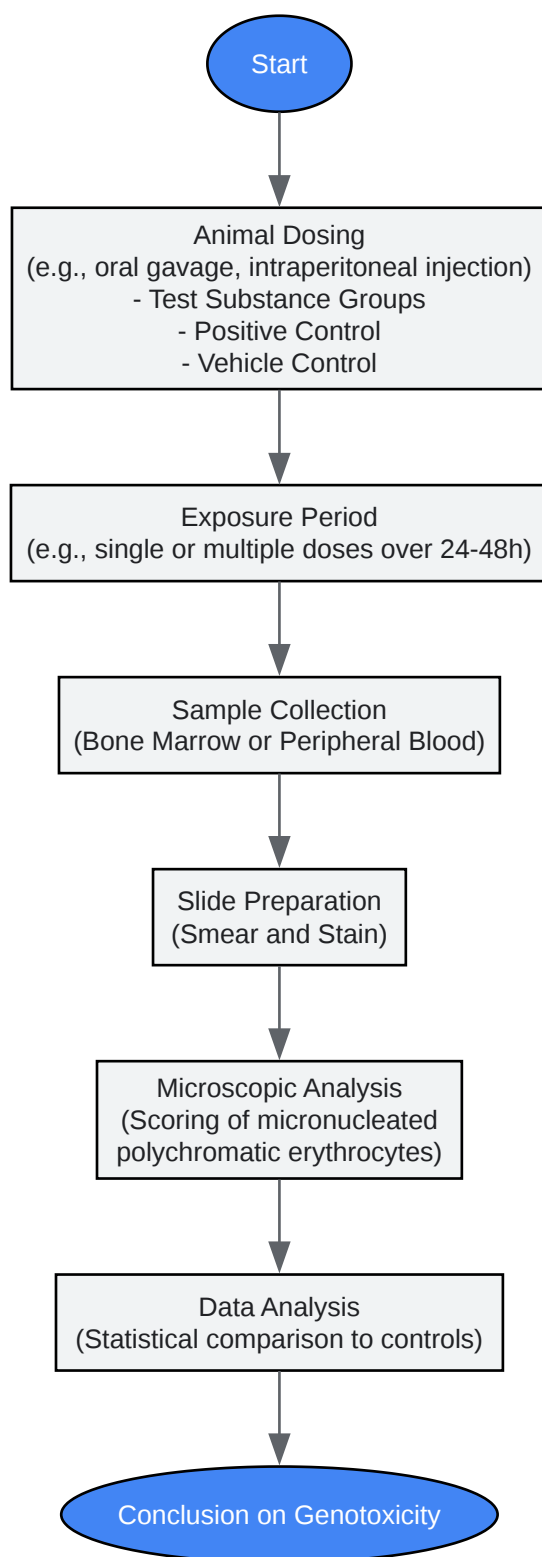 Start
Animal Dosing
(e.g., oral gavage, intraperitoneal injection)
- Test Substance Groups
- Positive Control
- Vehicle Control
Exposure Period
(e.g., single or multiple doses over 24-48h)
Sample Collection
(Bone Marrow or Peripheral Blood)
Slide Preparation
(Smear and Stain)
Microscopic Analysis
(Scoring of micronucleated
polychromatic erythrocytes)
Data Analysis
(Statistical comparison to controls)
Conclusion on Genotoxicity